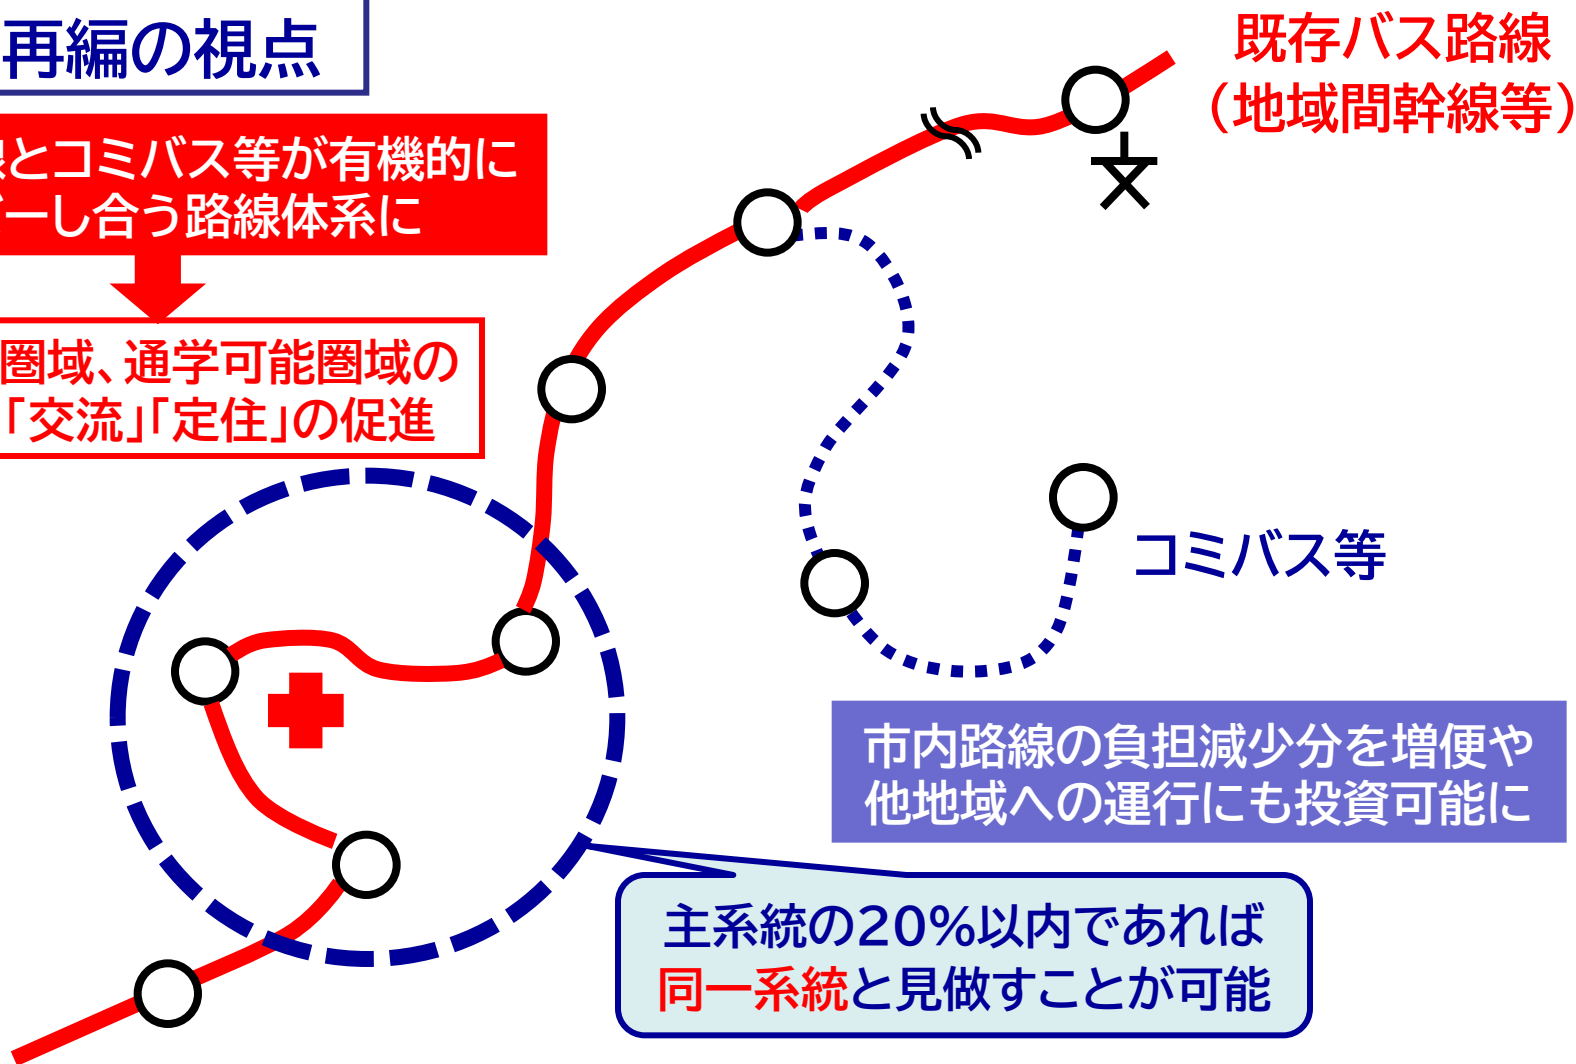 再編の視点
既存バス路線
（地域間幹線等）
とコミバス等が有機的に
ーし合う路線体系に
圏域、通学可能圏域の
「交流」「定住」の促進
コミバス等
市内路線の負担減少分を増便や
他地域への運行にも投資可能に
主系統の20%以内であれば
同一系統と見做すことが可能